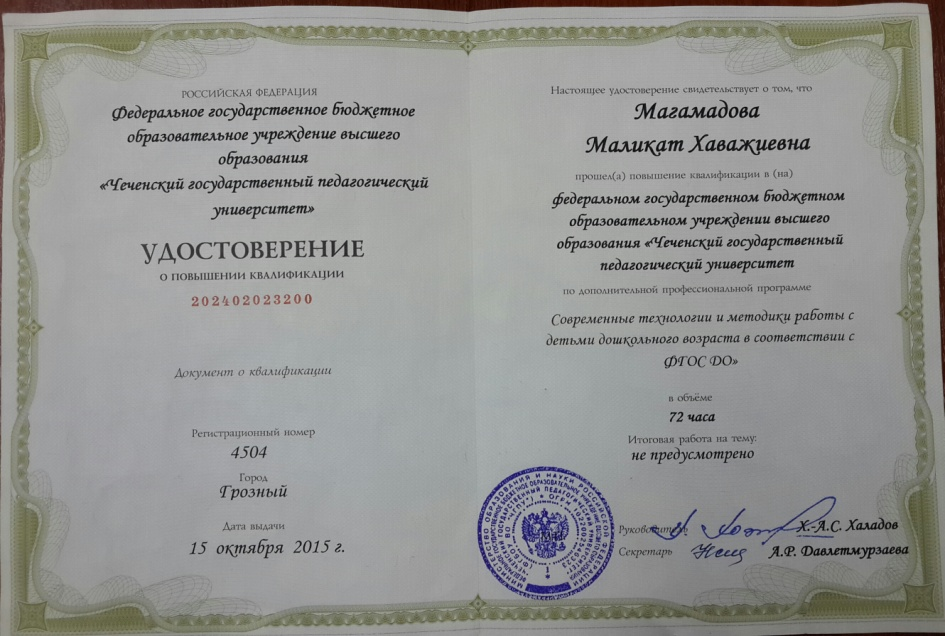 РОССИЙСКАЯ ФЕДЕРАЦИЯ
Федеральное государственное бюджетное
образовательное учреждение высшего
образования
«Чеченский государственный педагогический
университет»
УДОСТОВЕРЕНИЕ
О ПОВЫШЕНИИ КВАЛИФИКАЦИИ
202402023200
Документ о квалификации
Регистрационный номер
4504
Город
Грозный
Дата выдачи
15 октября 2015 г.
Настоящее удостоверение свидетельствует о том, что
Магамадова
Маликат Хаважиевна
прошел(а) повышение квалификации в (на)
федеральном государственном бюджетном
образовательном учреждении высшего
образования «Чеченский государственный
педагогический университет
по дополнительной профессиональной программе
Современные технологии и методики работы с
детьми дошкольного возраста в соответствии с
ФГОС ДО»
в объёме
72 часа
Итоговая работа на тему:
не предусмотрено
Руководитель Х.-А.С. Халадов
Секретарь А.Р. Давлетмурзаева